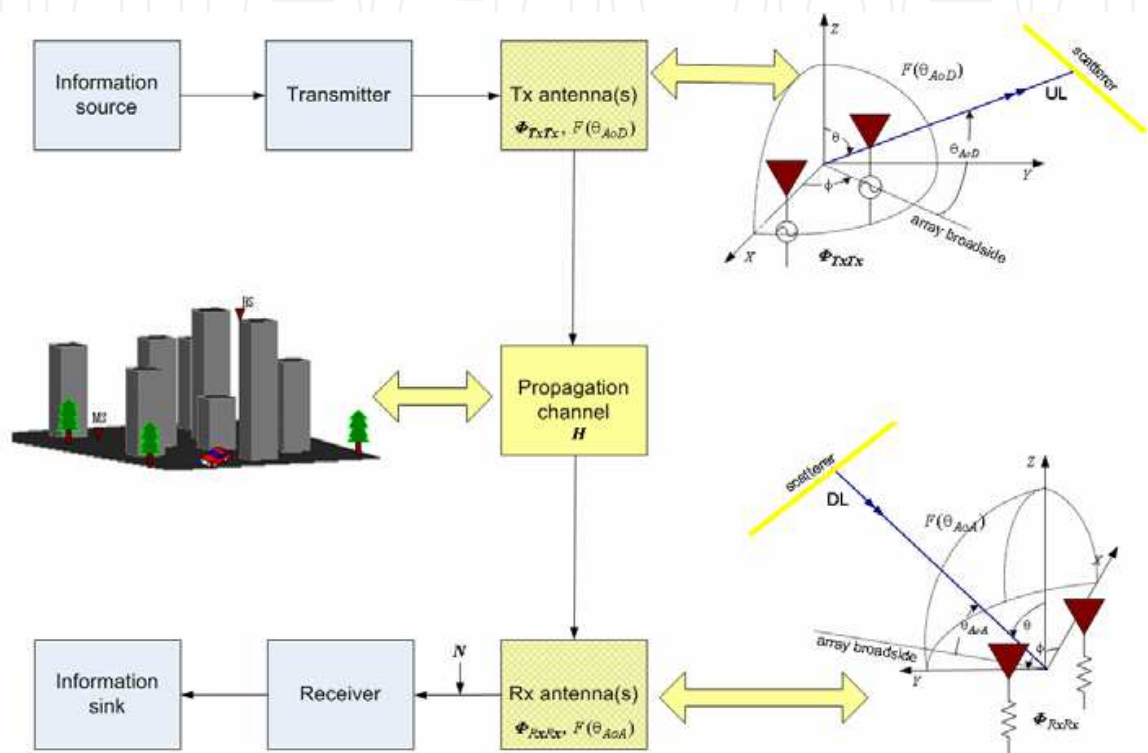 Information
source
Transmitter
Tx antenna(s)
Φ_TxTx, F(θ_AoD)
Z
F(θ_AoD)
scatterer
UL
θ
θ_AoD
Y
ϕ
array broadside
X
Φ_TxTx
BS
MS
Propagation
channel
H
scatterer
DL
Z
F(θ_AoA)
X
θ_AoA
θ
ϕ
array broadside
Y
Φ_RxRx
Information
sink
Receiver
N
Rx antenna(s)
Φ_RxRx, F(θ_AoA)